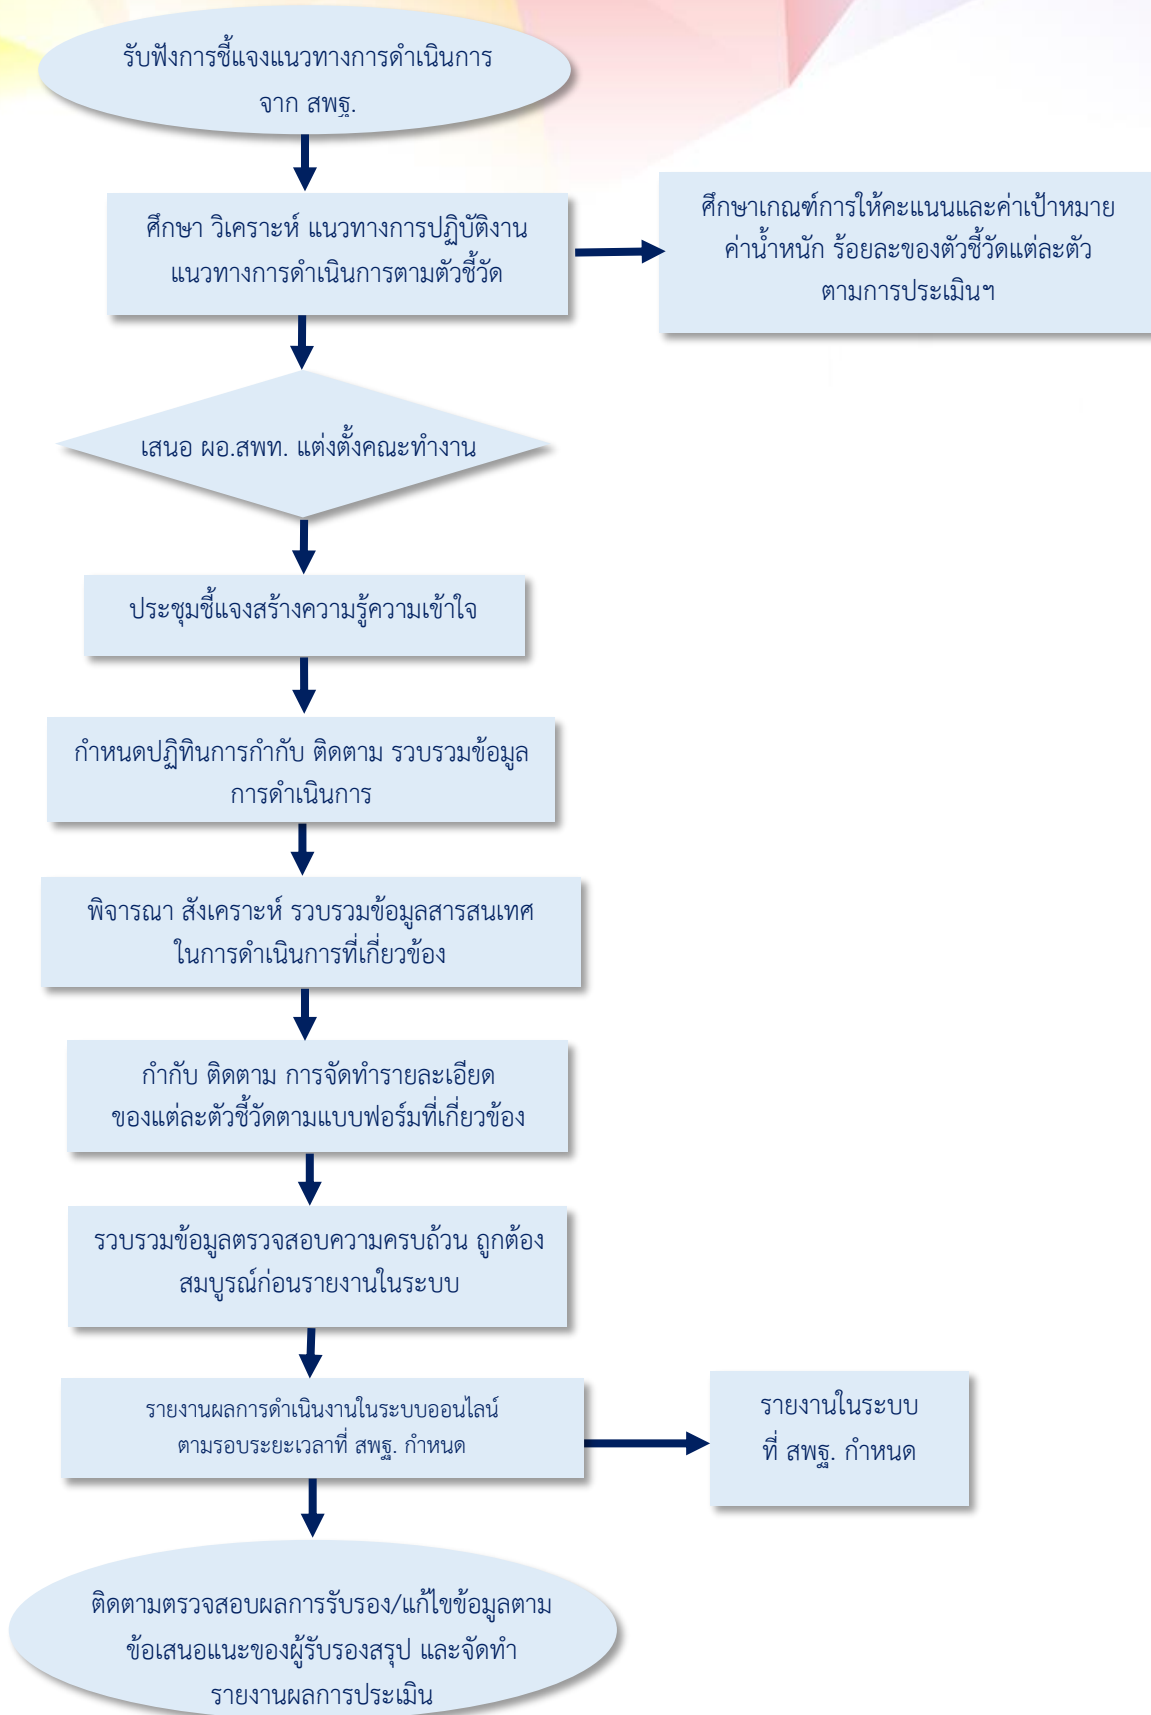 รับฟังการชี้แจงแนวทางการดำเนินการ
จาก สพฐ.
ศึกษา วิเคราะห์ แนวทางการปฏิบัติงาน
แนวทางการดำเนินการตามตัวชี้วัด
ศึกษาเกณฑ์การให้คะแนนและค่าเป้าหมาย
ค่าน้ำหนัก ร้อยละของตัวชี้วัดแต่ละตัว
ตามการประเมินฯ
เสนอ ผอ.สพท. แต่งตั้งคณะทำงาน
ประชุมชี้แจงสร้างความรู้ความเข้าใจ
กำหนดปฏิทินการกำกับ ติดตาม รวบรวมข้อมูล
การดำเนินการ
พิจารณา สังเคราะห์ รวบรวมข้อมูลสารสนเทศ
ในการดำเนินการที่เกี่ยวข้อง
กำกับ ติดตาม การจัดทำรายละเอียด
ของแต่ละตัวชี้วัดตามแบบฟอร์มที่เกี่ยวข้อง
รวบรวมข้อมูลตรวจสอบความครบถ้วน ถูกต้อง
สมบูรณ์ก่อนรายงานในระบบ
รายงานผลการดำเนินงานในระบบออนไลน์
ตามรอบระยะเวลาที่ สพฐ. กำหนด
รายงานในระบบ
ที่ สพฐ. กำหนด
ติดตามตรวจสอบผลการรับรอง/แก้ไขข้อมูลตาม
ข้อเสนอแนะของผู้รับรองสรุป และจัดทำ
รายงานผลการประเมิน